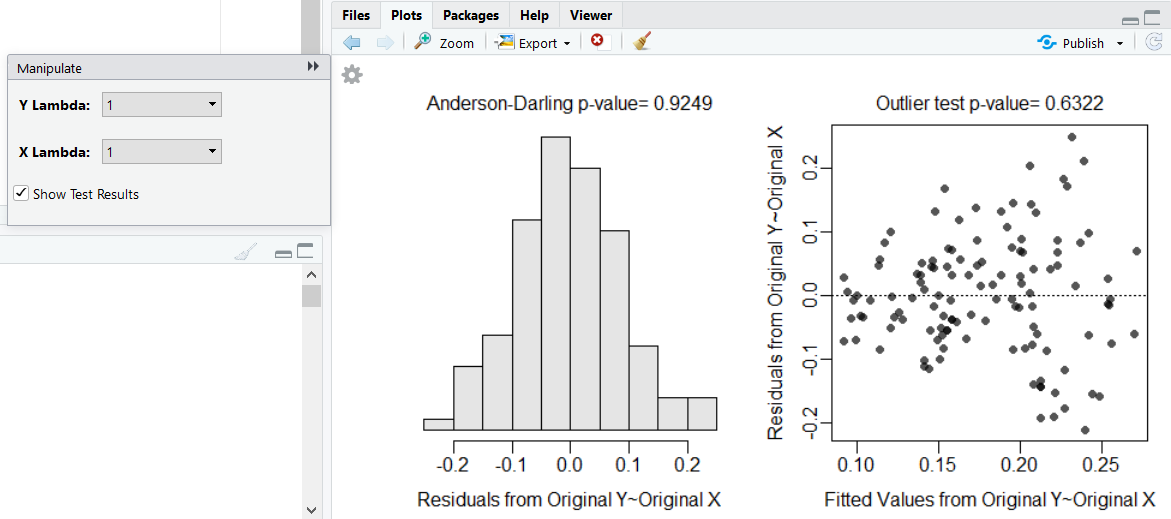 Files Plots Packages Help Viewer
Zoom Export Publish
Manipulate
Y Lambda: 1
X Lambda: 1
Show Test Results
Anderson-Darling p-value= 0.9249
-0.2 -0.1 0.0 0.1 0.2
Residuals from Original Y~Original X
Outlier test p-value= 0.6322
Residuals from Original Y~Original X
0.2
0.1
0.0
-0.1
-0.2
0.10 0.15 0.20 0.25
Fitted Values from Original Y~Original X